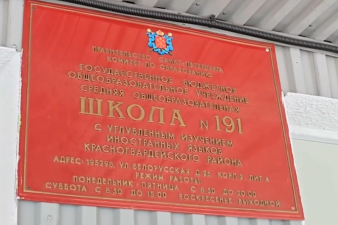 ПРАВИТЕЛЬСТВО САНКТ-ПЕТЕРБУРГА
КОМИТЕТ ПО ОБРАЗОВАНИЮ
ГОСУДАРСТВЕННОЕ БЮДЖЕТНОЕ
ОБЩЕОБРАЗОВАТЕЛЬНОЕ УЧРЕЖДЕНИЕ
СРЕДНЯЯ ОБЩЕОБРАЗОВАТЕЛЬНАЯ
ШКОЛА N 191
С УГЛУБЛЕННЫМ ИЗУЧЕНИЕМ
ИНОСТРАННЫХ ЯЗЫКОВ
КРАСНОГВАРДЕЙСКОГО РАЙОНА
АДРЕС: УЛ. БЕЛОРУССКАЯ ЛИТ. А
РЕЖИМ РАБОТЫ
ПОНЕДЕЛЬНИК - ПЯТНИЦА С 8.30 ДО
СУББОТА С 8.30 ДО ВОСКРЕСЕНЬЕ ВЫХОДНОЙ